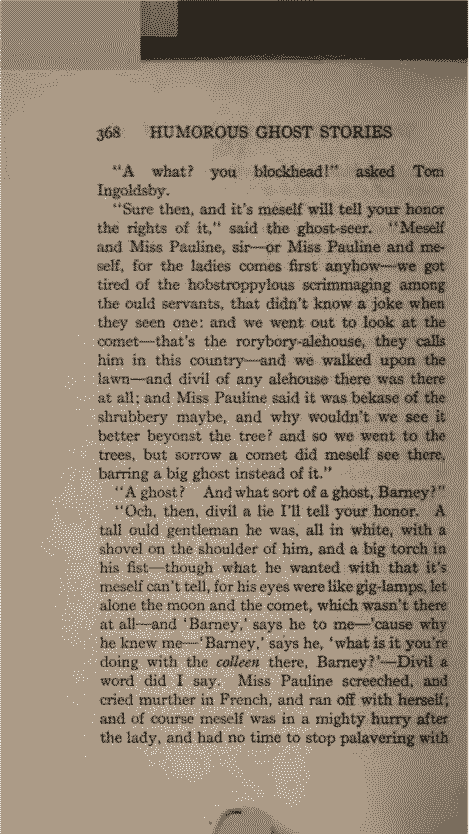 368 HUMOROUS GHOST STORIES
"A what? you blockhead!" asked Tom
Ingoldsby.
"Sure then, and it's meself will tell your honor
the rights of it," said the ghost-seer. "Meself
and Miss Pauline, sir—or Miss Pauline and me-
self, for the ladies comes first anyhow—we got
tired of the hobstroppylous scrimmaging among
the ould servants, that didn't know a joke when
they seen one: and we went out to look at the
comet—that's the rorybory-alehouse, they calls
him in this country—and we walked upon the
lawn—and divil of any alehouse there was there
at all; and Miss Pauline said it was bekase of the
shrubbery maybe, and why wouldn't we see it
better beyonst the tree? and so we went to the
trees, but sorrow a comet did meself see there,
barring a big ghost instead of it."
"A ghost? And what sort of a ghost, Barney?"
"Och, then, divil a lie I'll tell your honor. A
tall ould gentleman he was, all in white, with a
shovel on the shoulder of him, and a big torch in
his fist—though what he wanted with that it's
meself can't tell, for his eyes were like gig-lamps, let
alone the moon and the comet, which wasn't there
at all—and 'Barney,' says he to me—'cause why
he knew me—'Barney,' says he, 'what is it you're
doing with the colleen there, Barney?'—Divil a
word did I say. Miss Pauline screeched, and
cried murther in French, and ran off with herself;
and of course meself was in a mighty hurry after
the lady, and had no time to stop palavering with